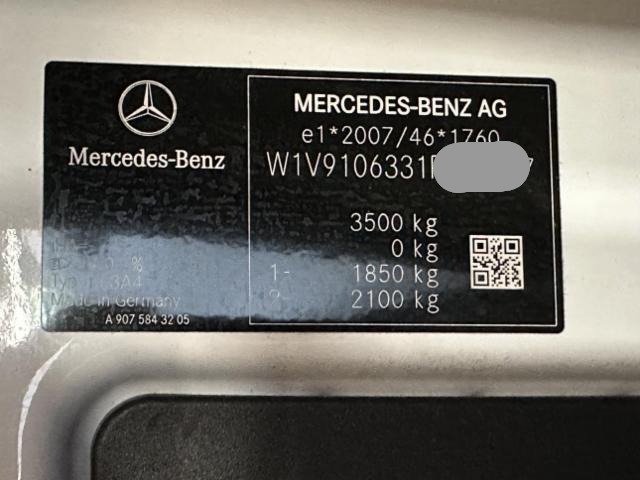 Mercedes-Benz
MERCEDES-BENZ AG
e1*2007/46*1760
W1V9106331
3500 kg
0 kg
1- 1850 kg
2- 2100 kg
%
Made in Germany
A 907 584 32 05